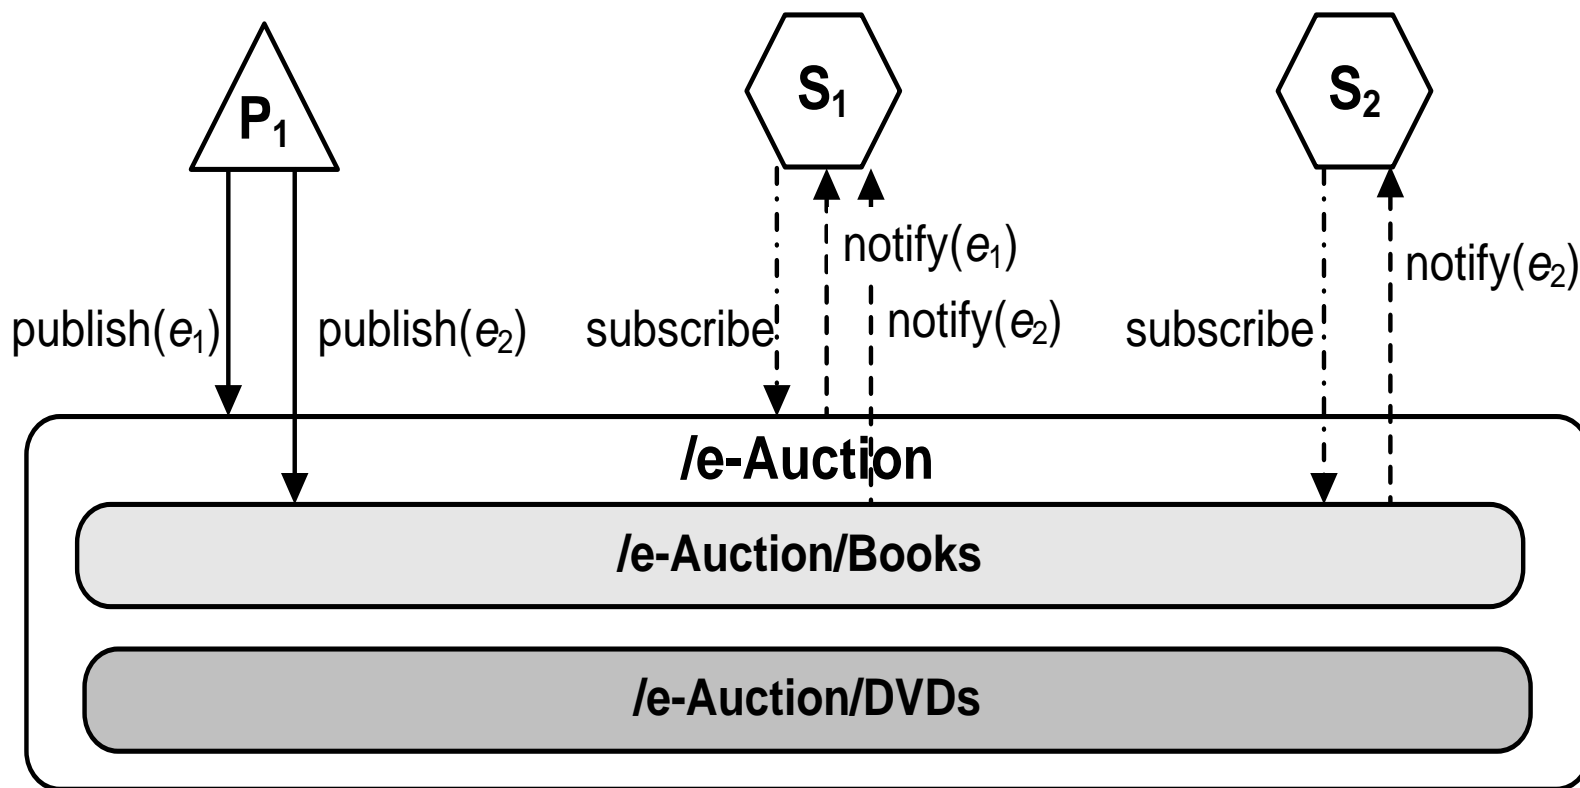 P₁
S₁
S₂
notify(e₁)
notify(e₂)
publish(e₁)
publish(e₂)
subscribe
notify(e₂)
subscribe
/e-Auction
/e-Auction/Books
/e-Auction/DVDs